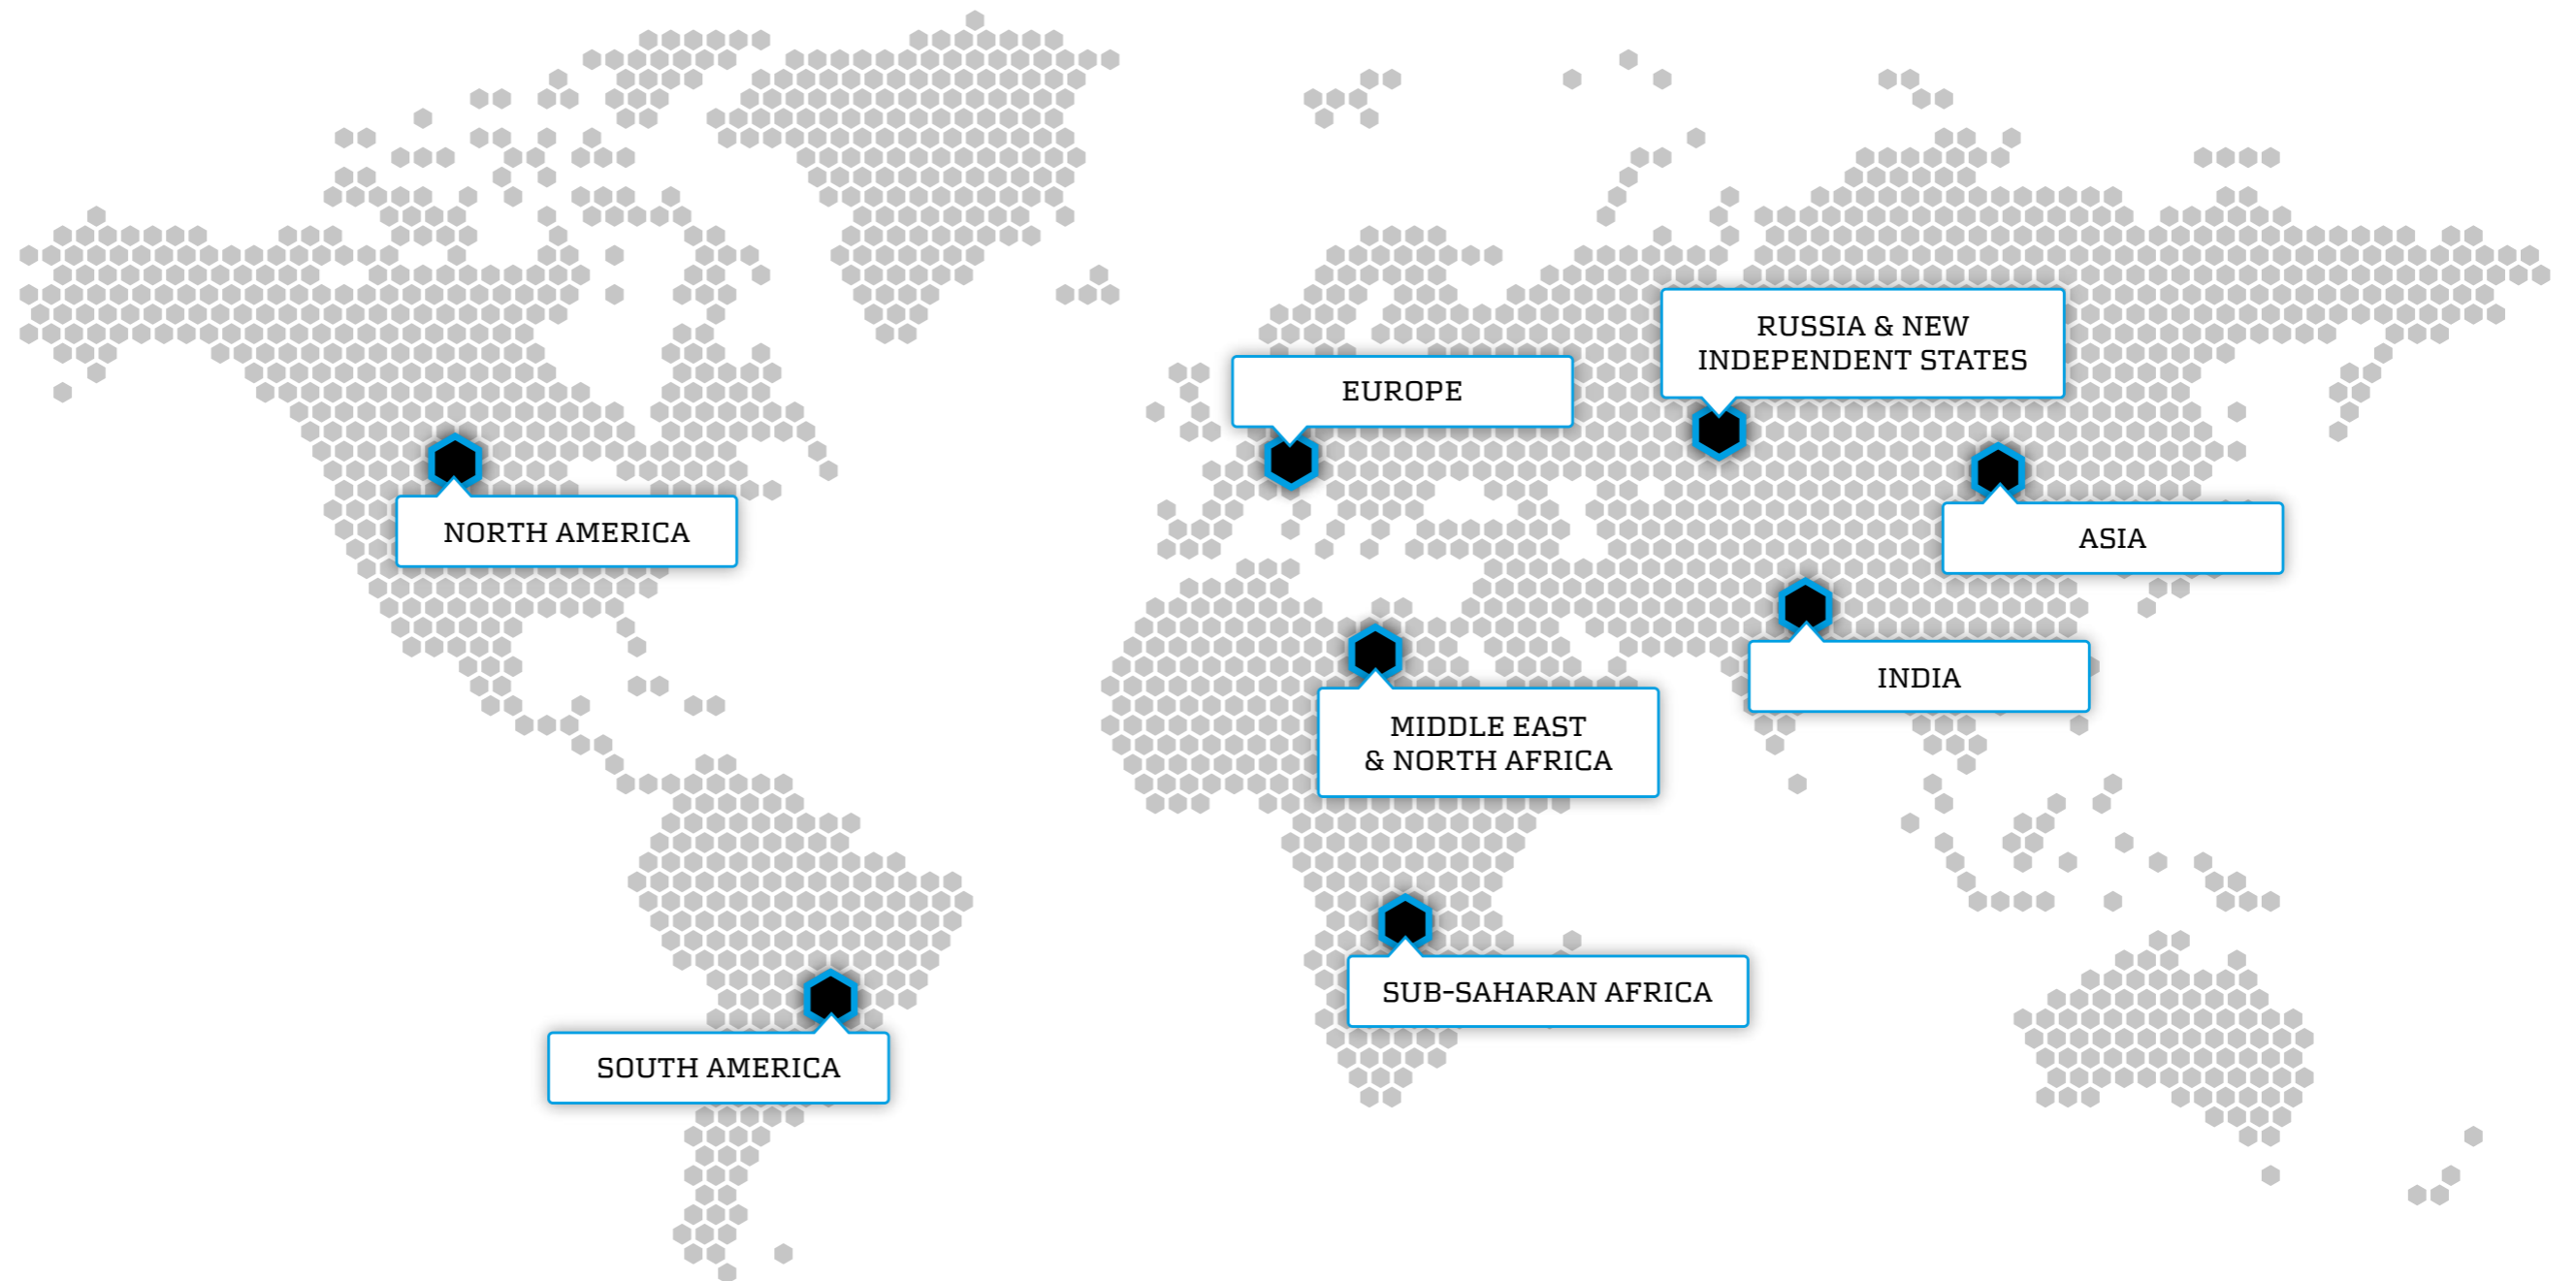 RUSSIA & NEW
INDEPENDENT STATES
EUROPE
NORTH AMERICA
ASIA
INDIA
MIDDLE EAST
& NORTH AFRICA
SUB-SAHARAN AFRICA
SOUTH AMERICA